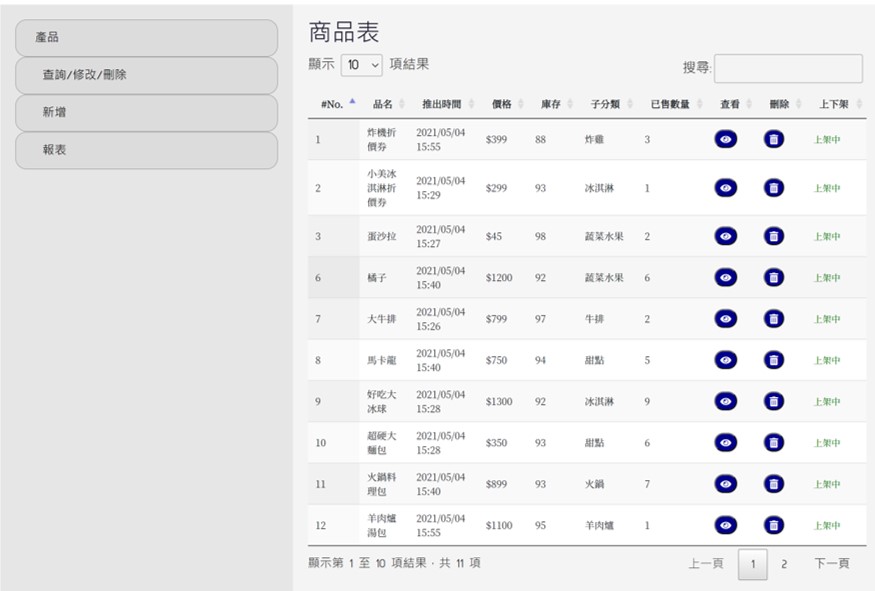 產品
查詢/修改/刪除
新增
報表
商品表
顯示 10 項結果
搜尋:
#No. 品名 推出時間 價格 庫存 子分類 已售數量 查看 刪除 上下架
1 炸機折價券 2021/05/04 15:55 $399 88 炸雞 3 上架中
2 小美冰淇淋折價券 2021/05/04 15:29 $299 93 冰淇淋 1 上架中
3 蛋沙拉 2021/05/04 15:27 $45 98 蔬菜水果 2 上架中
6 橘子 2021/05/04 15:40 $1200 92 蔬菜水果 6 上架中
7 大牛排 2021/05/04 15:26 $799 97 牛排 2 上架中
8 馬卡龍 2021/05/04 15:40 $750 94 甜點 5 上架中
9 好吃大冰球 2021/05/04 15:28 $1300 92 冰淇淋 9 上架中
10 超硬大麵包 2021/05/04 15:28 $350 93 甜點 6 上架中
11 火鍋料理包 2021/05/04 15:40 $899 93 火鍋 7 上架中
12 羊肉爐湯包 2021/05/04 15:55 $1100 95 羊肉爐 1 上架中
顯示第 1 至 10 項結果，共 11 項
上一頁 1 2 下一頁